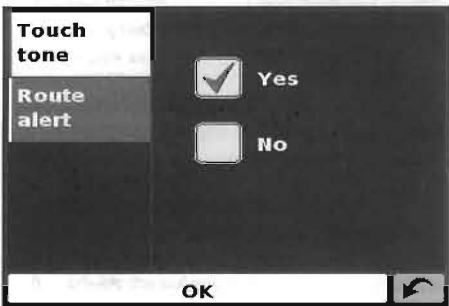 Touch
tone
Yes
Route
alert
No
OK